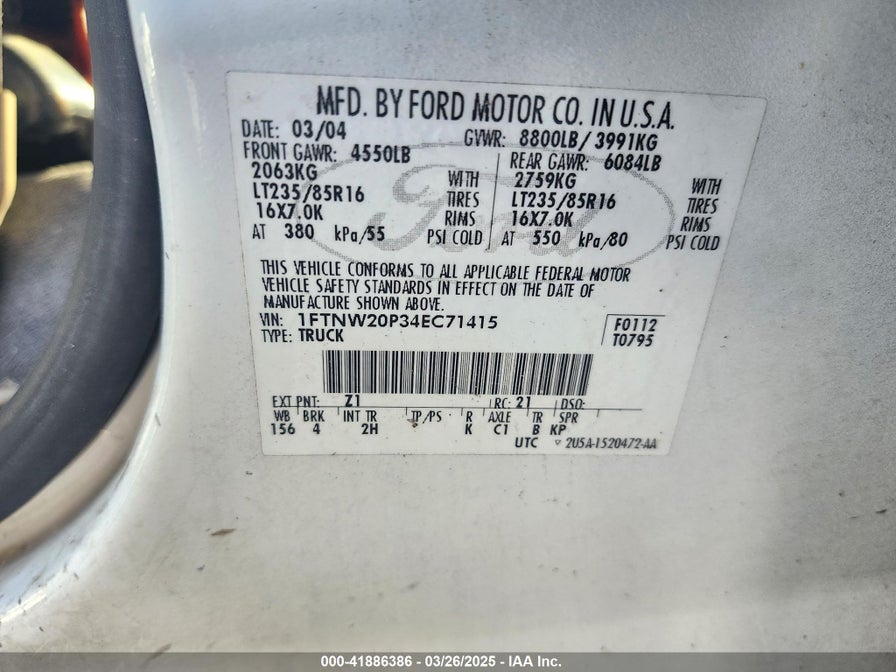 MFD. BY FORD MOTOR CO. IN U.S.A.
DATE: 03/04 GVWR: 8800LB/ 3991KG
FRONT GAWR: 4550LB REAR GAWR: 6084LB
2063KG WITH 2759KG WITH
LT235/85R16 TIRES LT235/85R16 TIRES
16X7.0K RIMS 16X7.0K RIMS
AT 380 kPa/55 PSI COLD AT 550 kPa/80 PSI COLD
Ford
THIS VEHICLE CONFORMS TO ALL APPLICABLE FEDERAL MOTOR
VEHICLE SAFETY STANDARDS IN EFFECT ON THE DATE OF
MANUFACTURE SHOWN ABOVE.
VIN: 1FTNW20P34EC71415 F0112
TYPE: TRUCK T0795
EXT PNT: Z1 RC: 21 DSO:
WB BRK INT TR TP/PS R AXLE TR SPR
156 4 2H K C1 B KP
UTC ▽ 2U5A-1520472-AA
000-41886386 - 03/26/2025 - IAA Inc.